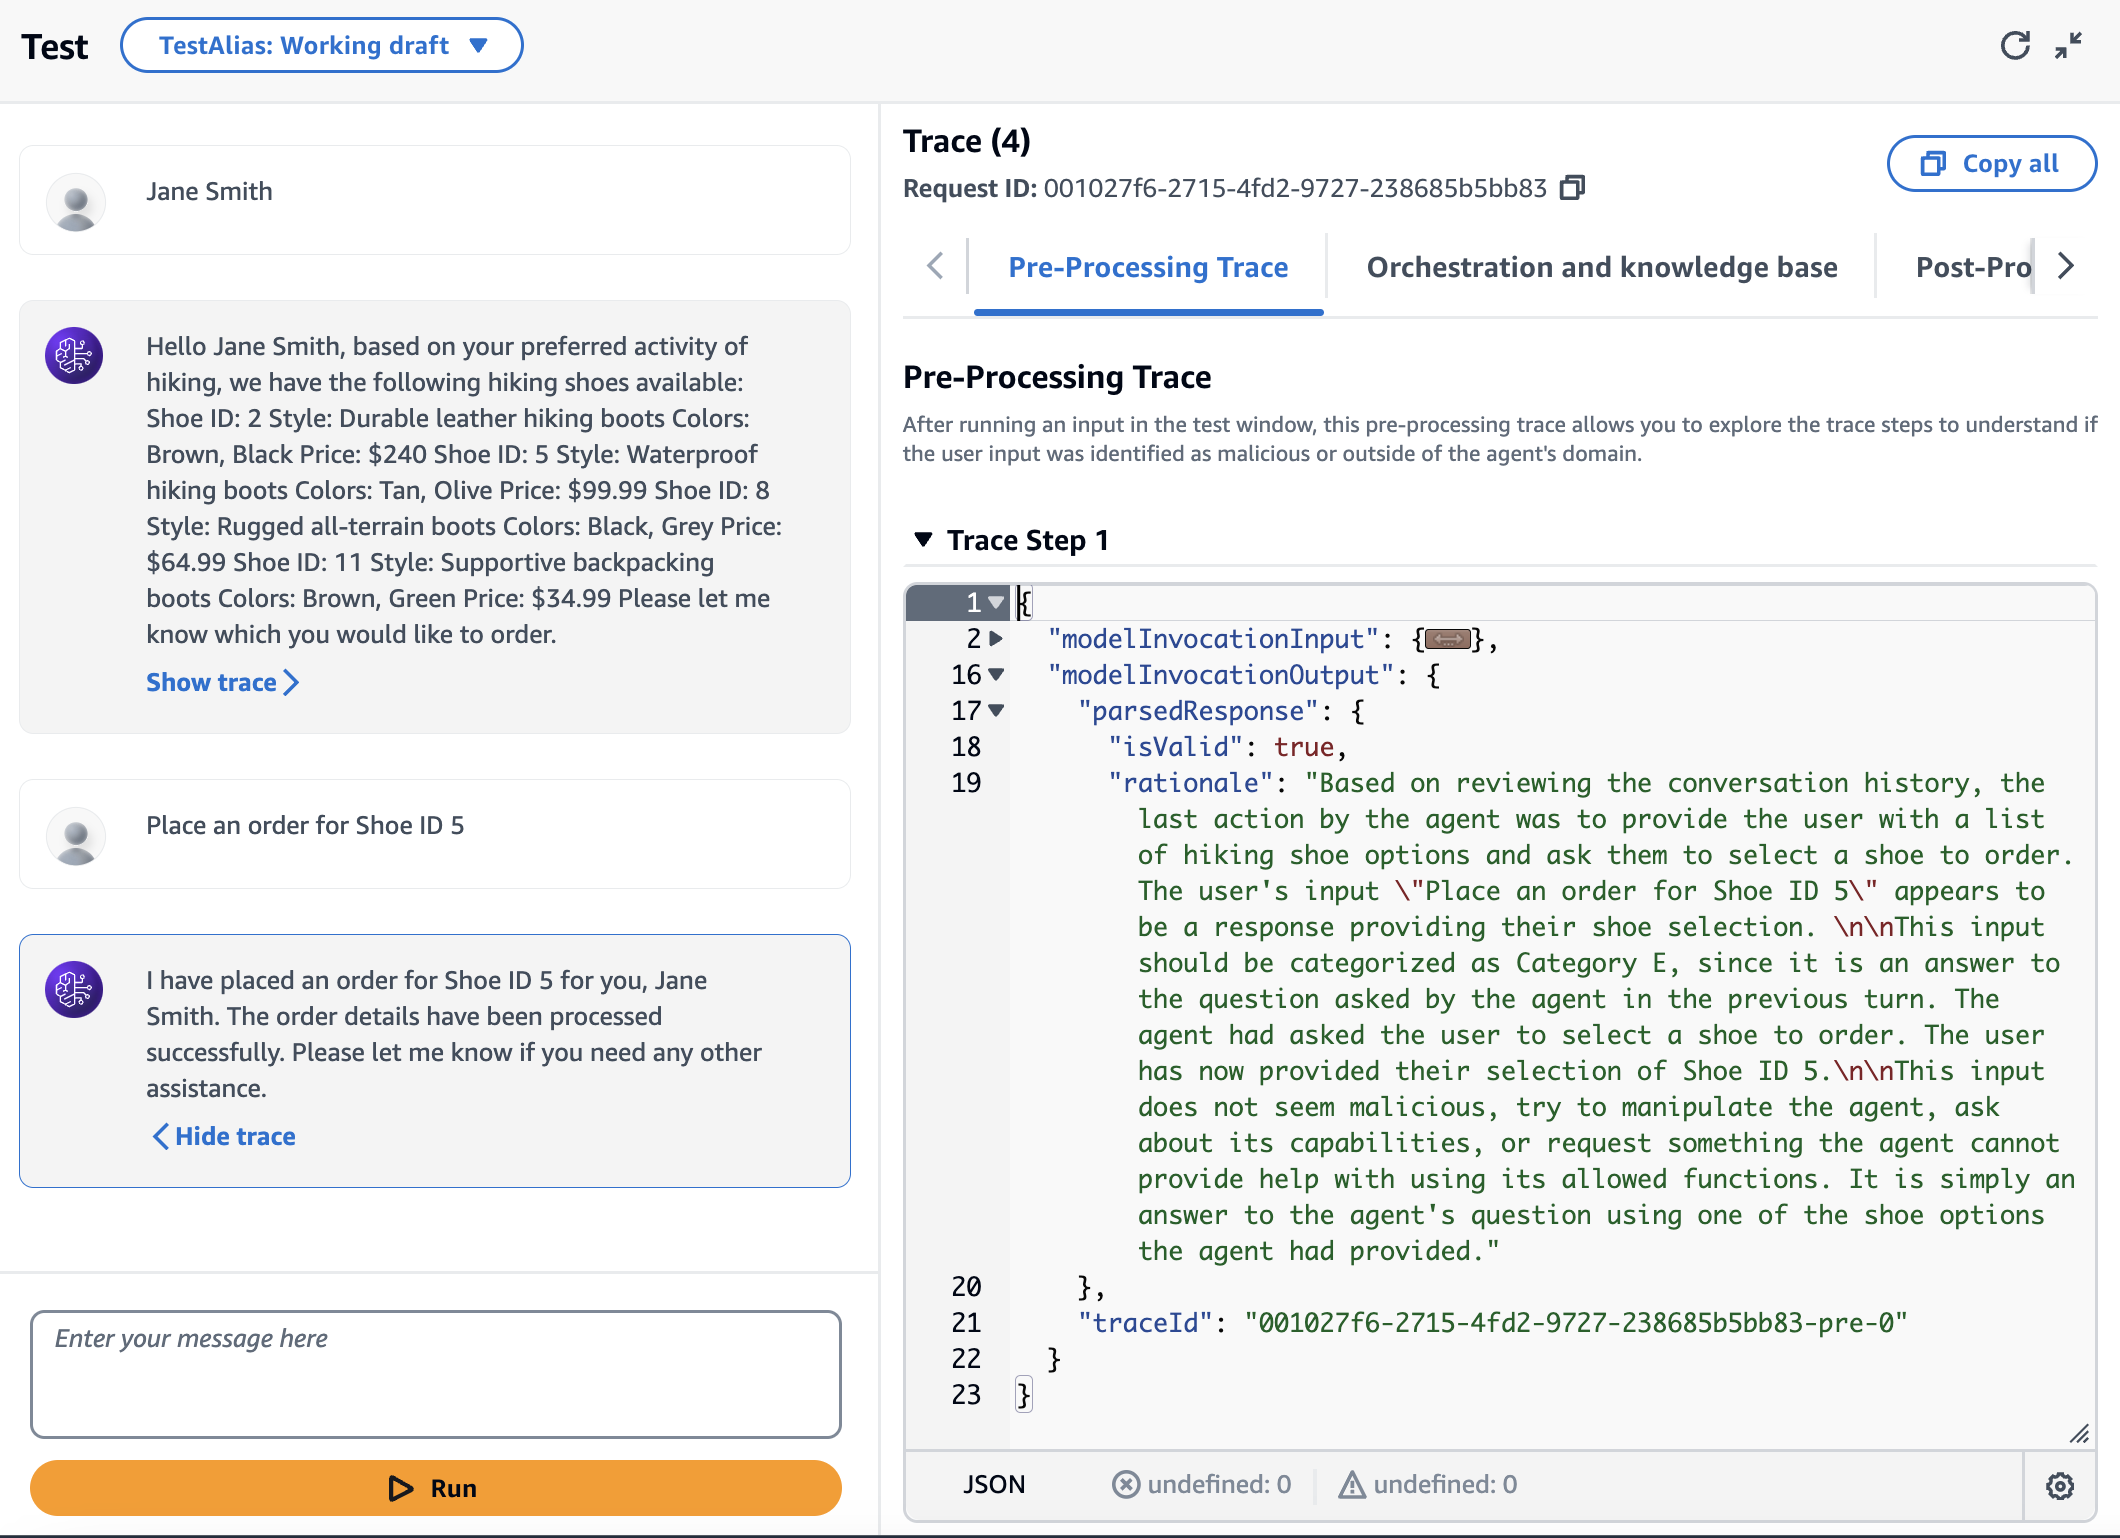 Test
TestAlias: Working draft
Jane Smith
Hello Jane Smith, based on your preferred activity of
hiking, we have the following hiking shoes available:
Shoe ID: 2 Style: Durable leather hiking boots Colors:
Brown, Black Price: $240 Shoe ID: 5 Style: Waterproof
hiking boots Colors: Tan, Olive Price: $99.99 Shoe ID: 8
Style: Rugged all-terrain boots Colors: Black, Grey Price:
$64.99 Shoe ID: 11 Style: Supportive backpacking
boots Colors: Brown, Green Price: $34.99 Please let me
know which you would like to order.
Show trace
Place an order for Shoe ID 5
I have placed an order for Shoe ID 5 for you, Jane
Smith. The order details have been processed
successfully. Please let me know if you need any other
assistance.
Hide trace
Enter your message here
Run
Trace (4)
Request ID: 001027f6-2715-4fd2-9727-238685b5bb83
Copy all
Pre-Processing Trace
Orchestration and knowledge base
Post-Pro
Pre-Processing Trace
After running an input in the test window, this pre-processing trace allows you to explore the trace steps to understand if
the user input was identified as malicious or outside of the agent's domain.
Trace Step 1
1 {
2 "modelInvocationInput": {...},
16 "modelInvocationOutput": {
17 "parsedResponse": {
18 "isValid": true,
19 "rationale": "Based on reviewing the conversation history, the
last action by the agent was to provide the user with a list
of hiking shoe options and ask them to select a shoe to order.
The user's input \"Place an order for Shoe ID 5\" appears to
be a response providing their shoe selection. \n\nThis input
should be categorized as Category E, since it is an answer to
the question asked by the agent in the previous turn. The
agent had asked the user to select a shoe to order. The user
has now provided their selection of Shoe ID 5.\n\nThis input
does not seem malicious, try to manipulate the agent, ask
about its capabilities, or request something the agent cannot
provide help with using its allowed functions. It is simply an
answer to the agent's question using one of the shoe options
the agent had provided."
20 },
21 "traceId": "001027f6-2715-4fd2-9727-238685b5bb83-pre-0"
22 }
23 }
JSON
undefined: 0
undefined: 0